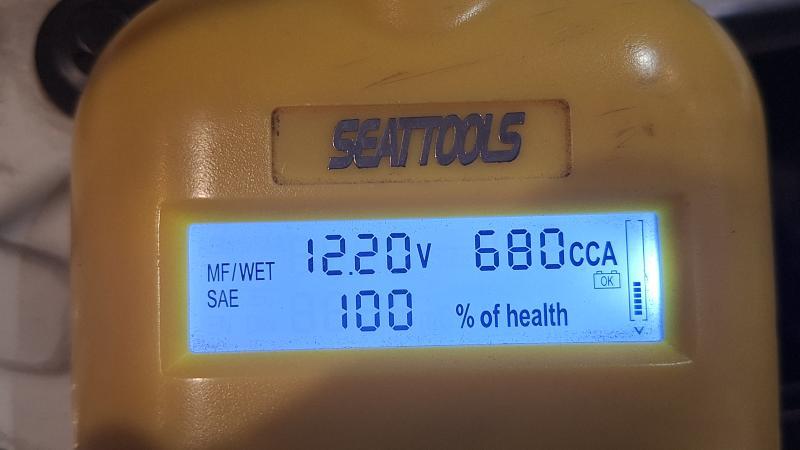 SEATTOOLS
MF/WET 12.20V 680CCA
OK
SAE 100 % of health